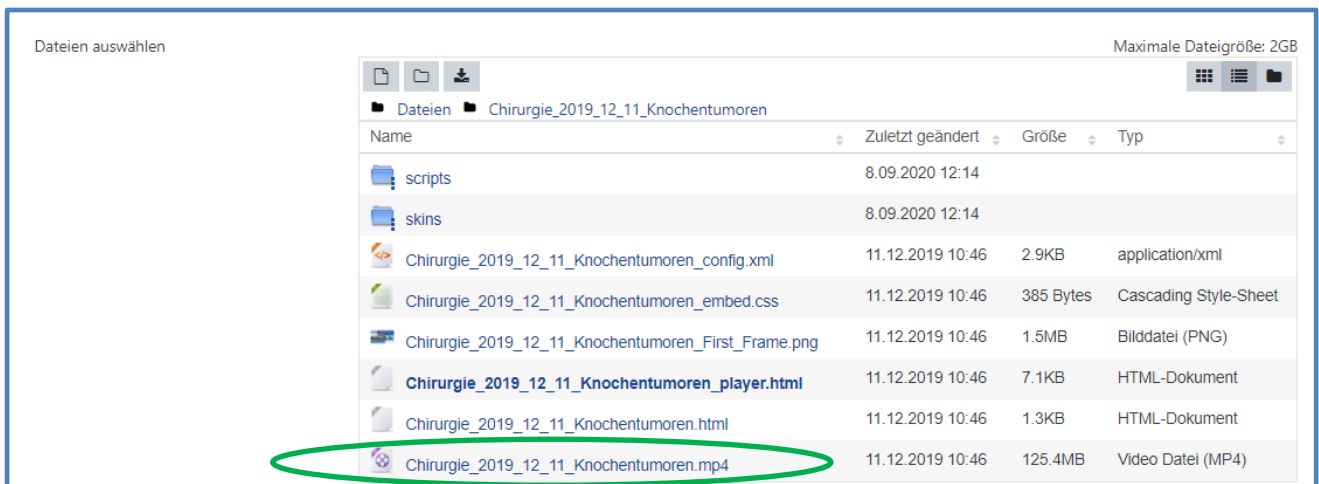 Dateien auswählen Maximale Dateigröße: 2GB
Dateien Chirurgie_2019_12_11_Knochentumoren
Name Zuletzt geändert Größe Typ
scripts 8.09.2020 12:14
skins 8.09.2020 12:14
Chirurgie_2019_12_11_Knochentumoren_config.xml 11.12.2019 10:46 2.9KB application/xml
Chirurgie_2019_12_11_Knochentumoren_embed.css 11.12.2019 10:46 385 Bytes Cascading Style-Sheet
Chirurgie_2019_12_11_Knochentumoren_First_Frame.png 11.12.2019 10:46 1.5MB Bilddatei (PNG)
Chirurgie_2019_12_11_Knochentumoren_player.html 11.12.2019 10:46 7.1KB HTML-Dokument
Chirurgie_2019_12_11_Knochentumoren.html 11.12.2019 10:46 1.3KB HTML-Dokument
Chirurgie_2019_12_11_Knochentumoren.mp4 11.12.2019 10:46 125.4MB Video Datei (MP4)